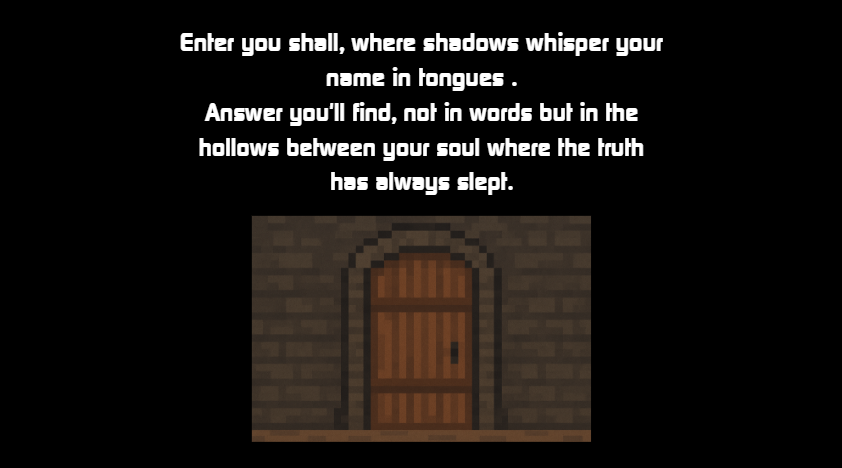 Enter you shall, where shadows whisper your
name in tongues .
Answer you'll find, not in words but in the
hollows between your soul where the truth
has always slept.